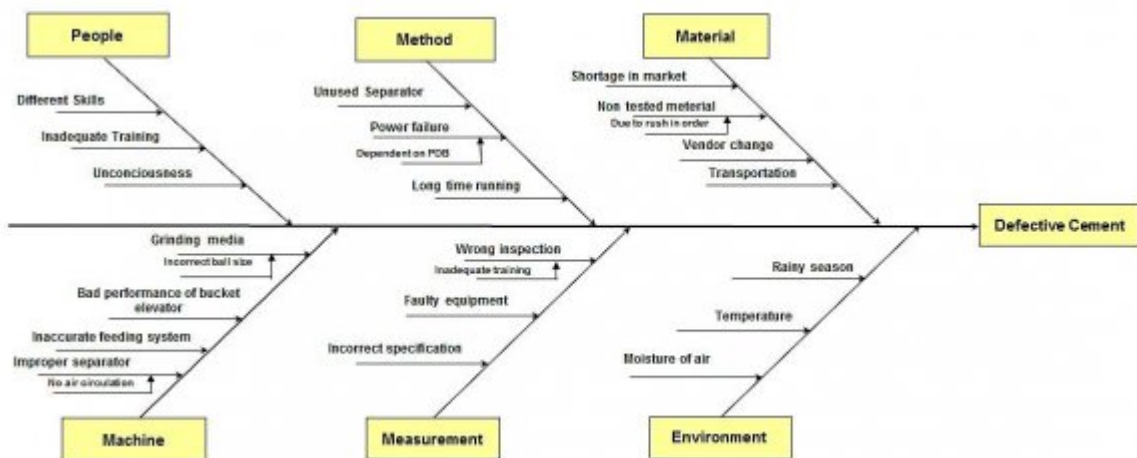 People
Method
Material
Different Skills
Inadequate Training
Unconciousness
Unused Separator
Power failure
Dependent on PDB
Long time running
Shortage in market
Non tested meterial
Due to rush in order
Vendor change
Transportation
Defective Cement
Grinding media
Incorrect ball size
Bad performance of bucket
elevator
Inaccurate feeding system
Improper separator
No air circulation
Wrong inspection
Inadequate training
Faulty equipment
Incorrect specification
Rainy season
Temperature
Moisture of air
Machine
Measurement
Environment